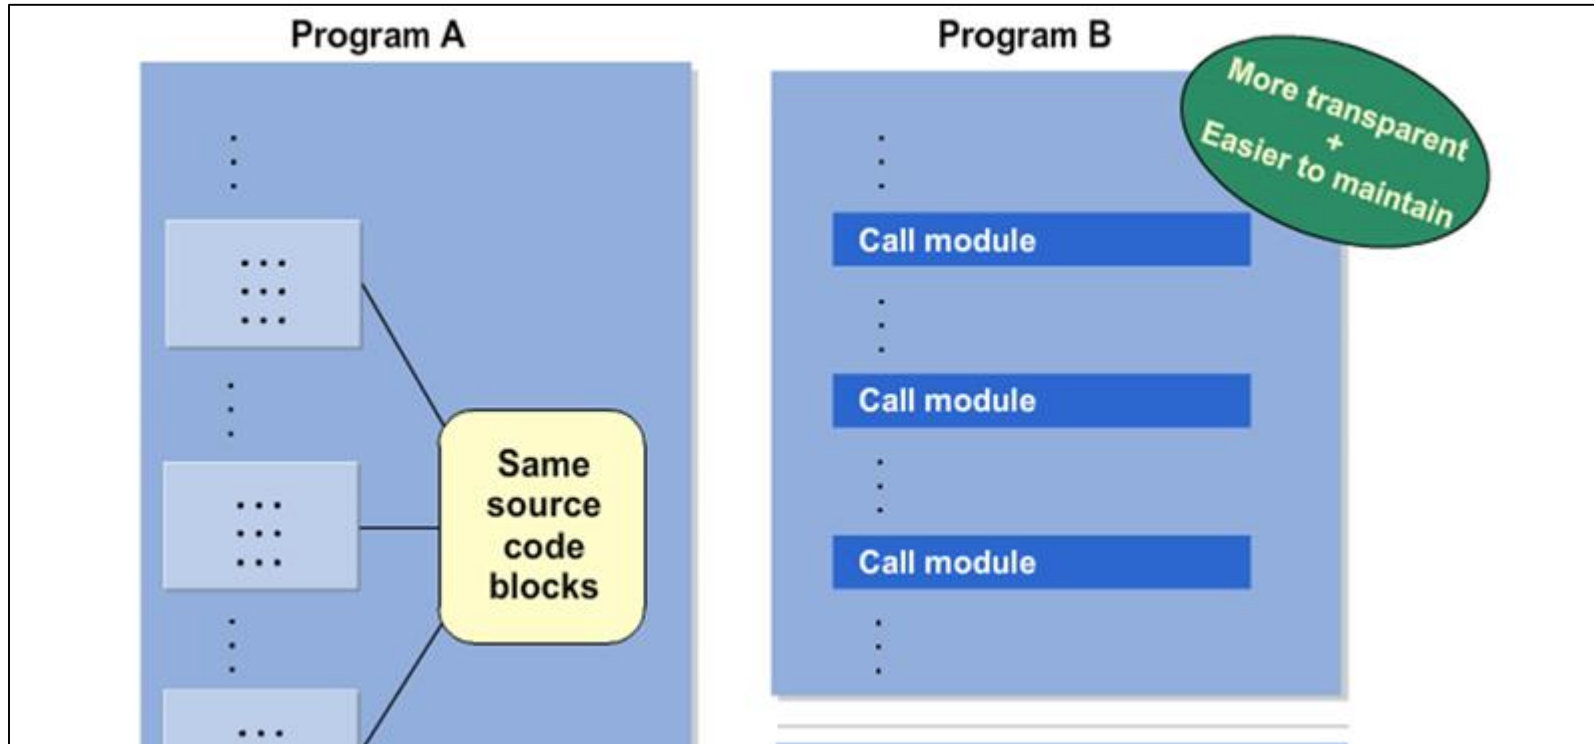 Program A
Program B
More transparent
+
Easier to maintain
Call module
Call module
Same
source
code
blocks
Call module